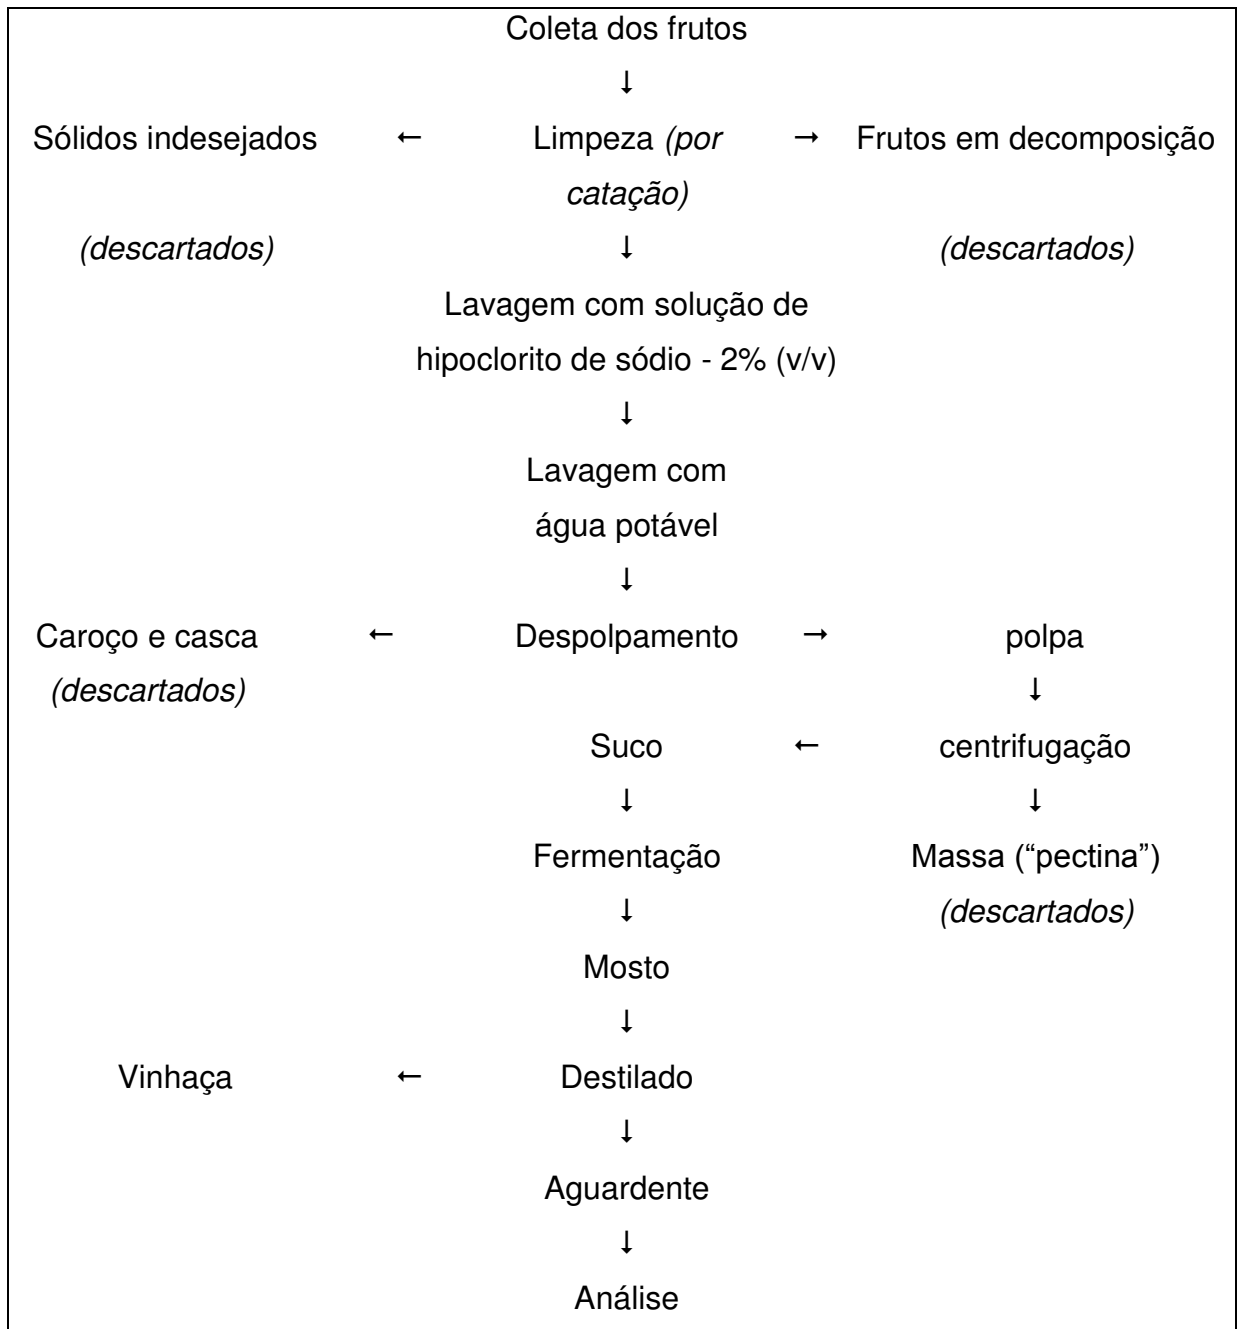 Coleta dos frutos
↓
Sólidos indesejados ← Limpeza (por → Frutos em decomposição
catação)
(descartados) ↓ (descartados)
Lavagem com solução de
hipoclorito de sódio - 2% (v/v)
↓
Lavagem com
água potável
↓
Caroço e casca ← Despolpamento → polpa
(descartados) ↓
Suco ← centrifugação
↓ ↓
Fermentação Massa (“pectina”)
↓ (descartados)
Mosto
↓
Vinhaça ← Destilado
↓
Aguardente
↓
Análise